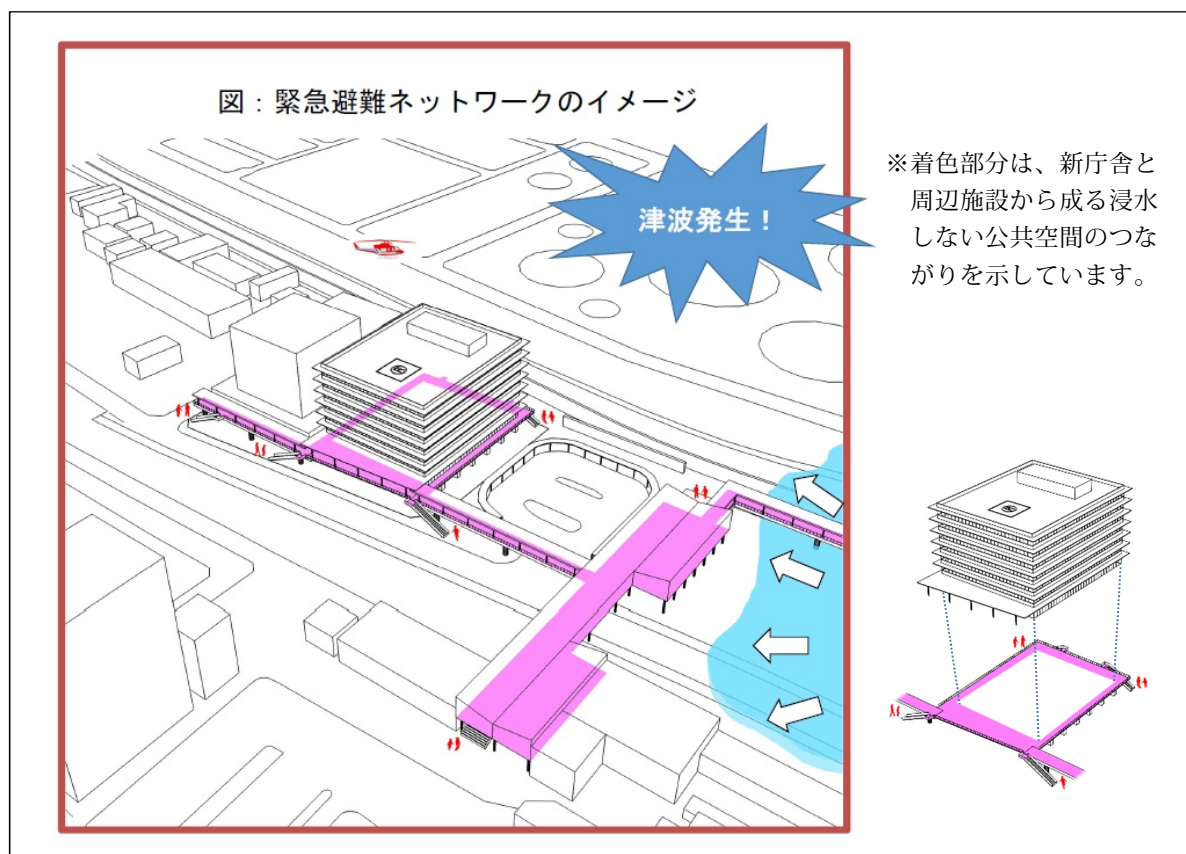 図：緊急避難ネットワークのイメージ
津波発生！
※着色部分は、新庁舎と
周辺施設から成る浸水
しない公共空間のつな
がりを示しています。